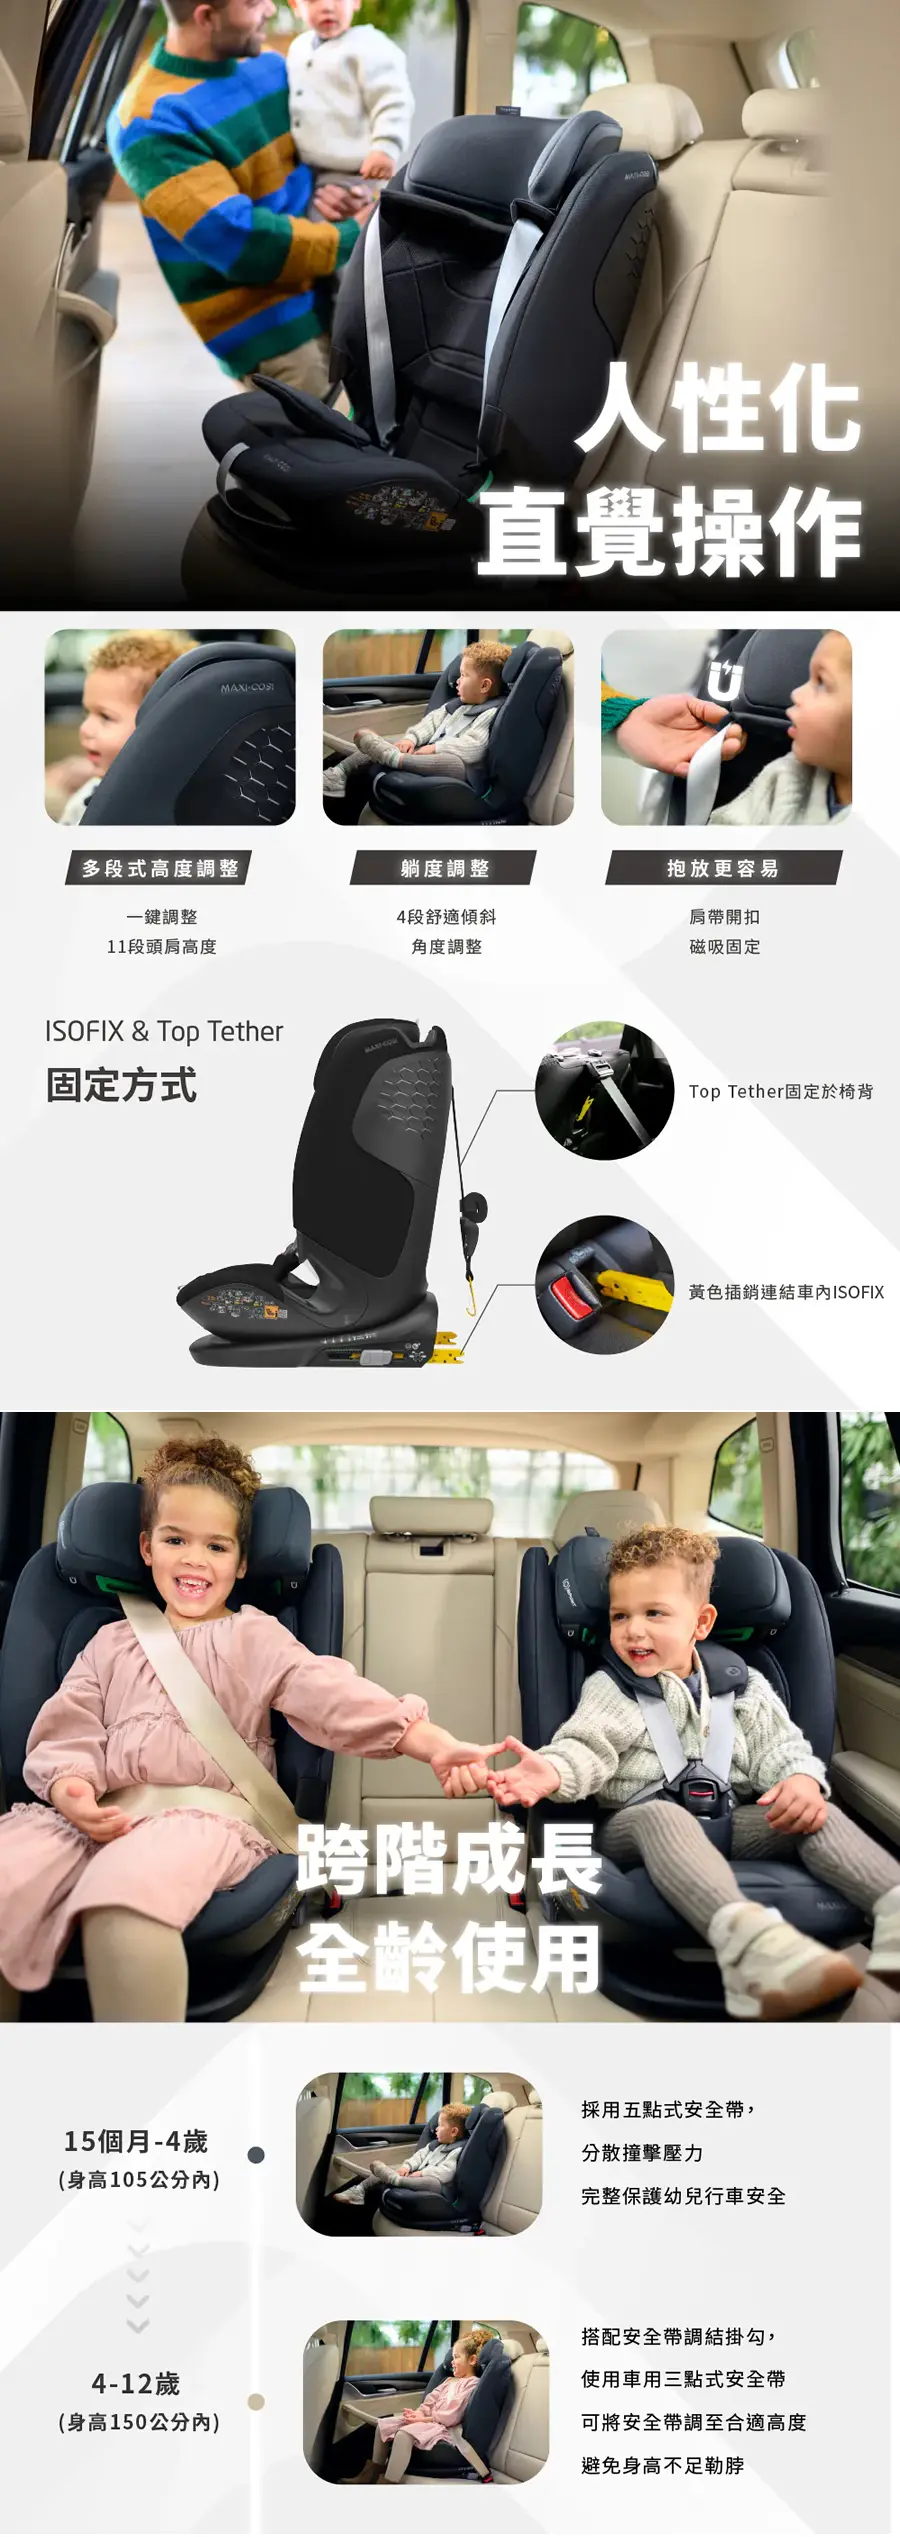 MAXI-COSI
人性化
直覺操作
MAXI-COSI
多段式高度調整
躺度調整
抱放更容易
一鍵調整
11段頭肩高度
4段舒適傾斜
角度調整
肩帶開扣
磁吸固定
ISOFIX & Top Tether
固定方式
MAXI-COSI
Top Tether固定於椅背
黃色插銷連結車內ISOFIX
跨階成長
全齡使用
15個月-4歲
(身高105公分內)
採用五點式安全帶，
分散撞擊壓力
完整保護幼兒行車安全
4-12歲
(身高150公分內)
搭配安全帶調結掛勾，
使用車用三點式安全帶
可將安全帶調至合適高度
避免身高不足勒脖